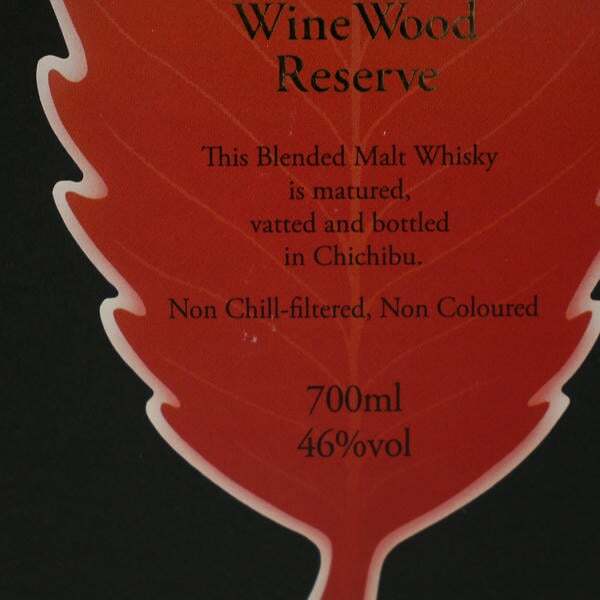 WineWood
Reserve
This Blended Malt Whisky
is matured,
vatted and bottled
in Chichibu.
Non Chill-filtered, Non Coloured
700ml
46%vol